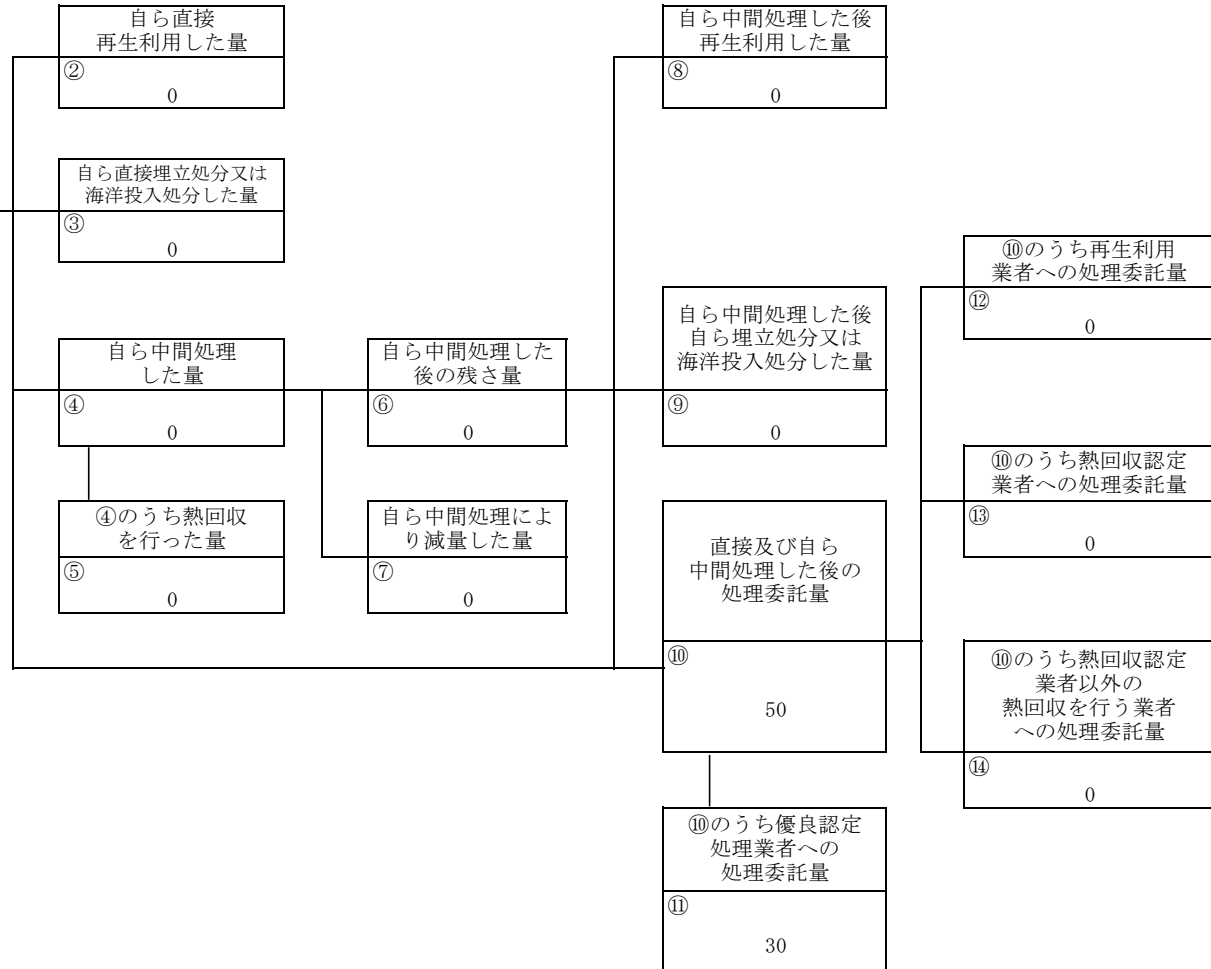 自ら直接
再生利用した量
②
0
自ら直接埋立処分又は
海洋投入処分した量
③
0
自ら中間処理
した量
④
0
④のうち熱回収
を行った量
⑤
0
自ら中間処理した
後の残さ量
⑥
0
自ら中間処理によ
り減量した量
⑦
0
自ら中間処理した後
再生利用した量
⑧
0
自ら中間処理した後
自ら埋立処分又は
海洋投入処分した量
⑨
0
直接及び自ら
中間処理した後の
処理委託量
⑩
50
⑩のうち優良認定
処理業者への
処理委託量
⑪
30
⑩のうち再生利用
業者への処理委託量
⑫
0
⑩のうち熱回収認定
業者への処理委託量
⑬
0
⑩のうち熱回収認定
業者以外の
熱回収を行う業者
への処理委託量
⑭
0